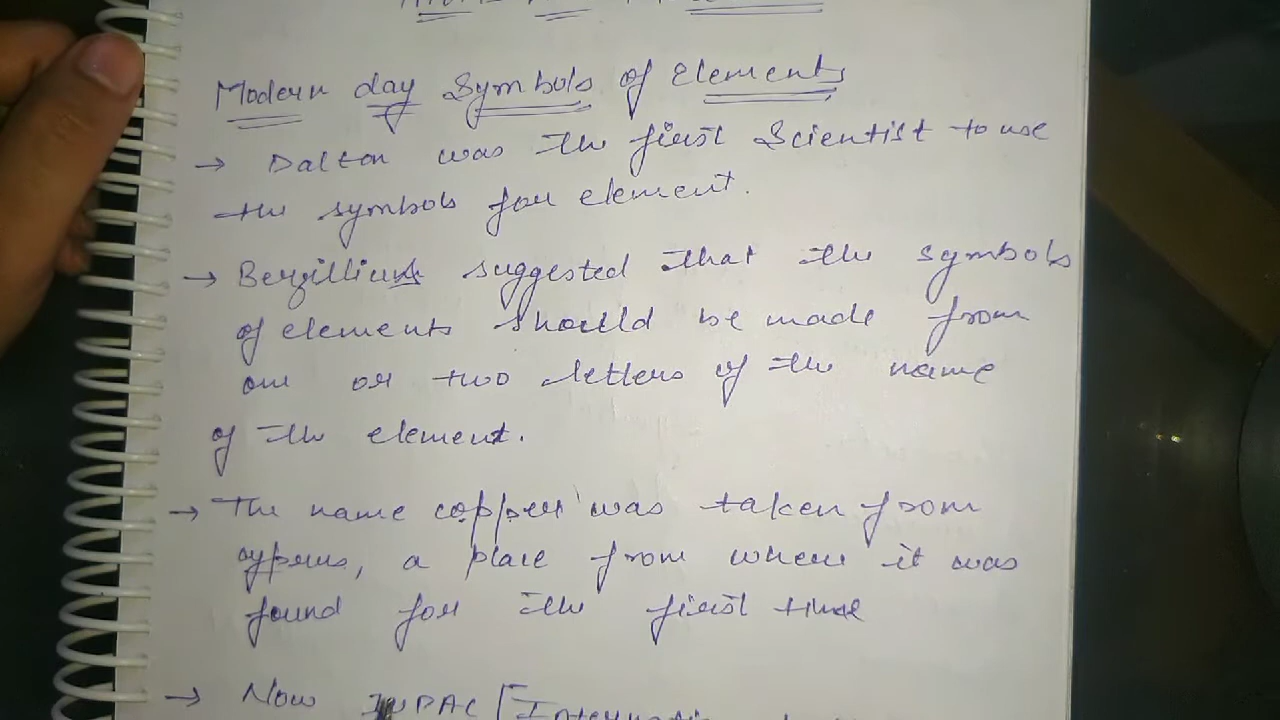 Modern day Symbols of Elements
→ Dalton was the first Scientist to use
the symbols for element.
→ Berzillius suggested that the symbols
of elements should be made from
one or two letters of the name
of the element.
→ The name copper was taken from
cyprus, a place from where it was
found for the first time
→ Now IUPAC